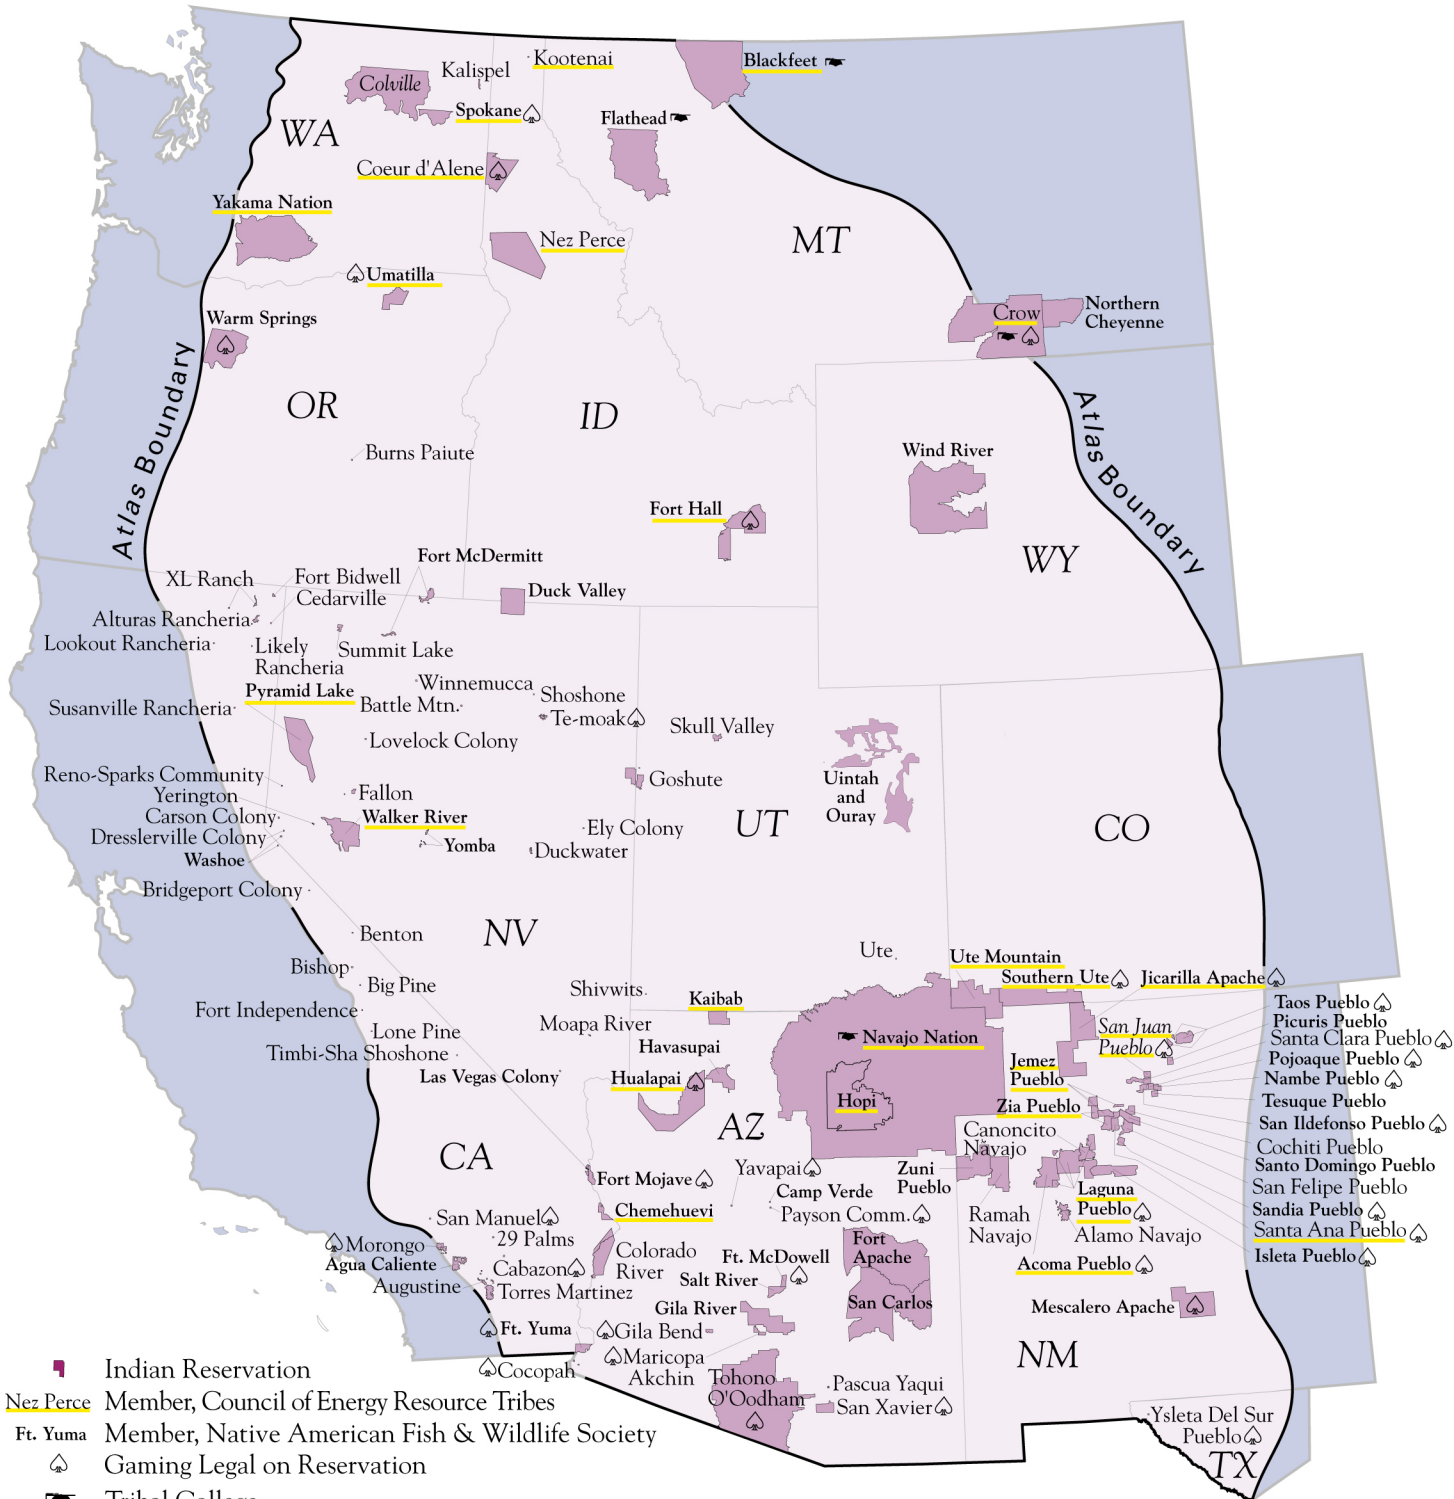 Kootenai
Kalispel
Blackfeet
Colville
Spokane
Flathead
WA
Coeur d'Alene
Yakama Nation
Nez Perce
MT
Umatilla
Crow
Northern
Cheyenne
Warm Springs
Atlas Boundary
OR
ID
Atlas Boundary
Burns Paiute
Wind River
Fort Hall
WY
Fort McDermitt
XL Ranch
Fort Bidwell
Cedarville
Duck Valley
Alturas Rancheria
Lookout Rancheria
Likely
Rancheria
Summit Lake
Pyramid Lake
Winnemucca
Battle Mtn.
Shoshone
Te-moak
Susanville Rancheria
Skull Valley
Lovelock Colony
Reno-Sparks Community
Goshute
Uintah
and
Ouray
Yerington
Fallon
Carson Colony
Walker River
Dresslerville Colony
Ely Colony
UT
CO
Washoe
Yomba
Duckwater
Bridgeport Colony
Benton
NV
Ute
Ute Mountain
Bishop
Southern Ute
Jicarilla Apache
Big Pine
Shivwits
Kaibab
Taos Pueblo
Fort Independence
Picuris Pueblo
Lone Pine
Moapa River
Navajo Nation
San Juan
Pueblo
Santa Clara Pueblo
Timbi-Sha Shoshone
Havasupai
Jemez
Pueblo
Pojoaque Pueblo
Las Vegas Colony
Hualapai
Nambe Pueblo
Hopi
Zia Pueblo
Tesuque Pueblo
AZ
Canoncito
Navajo
San Ildefonso Pueblo
CA
Cochiti Pueblo
Fort Mojave
Yavapai
Zuni
Pueblo
Santo Domingo Pueblo
Camp Verde
Laguna
Pueblo
San Felipe Pueblo
Chemehuevi
Payson Comm.
Ramah
Navajo
Sandia Pueblo
San Manuel
Alamo Navajo
Santa Ana Pueblo
29 Palms
Fort
Apache
Morongo
Colorado
River
Ft. McDowell
Isleta Pueblo
Agua Caliente
Cabazon
Acoma Pueblo
Augustine
Torres Martinez
Salt River
San Carlos
Mescalero Apache
Gila River
Ft. Yuma
Gila Bend
NM
Cocopah
Maricopa
Akchin
Tohono
O'Oodham
Pascua Yaqui
San Xavier
Ysleta Del Sur
Pueblo
TX
Indian Reservation
Nez Perce Member, Council of Energy Resource Tribes
Ft. Yuma Member, Native American Fish & Wildlife Society
Gaming Legal on Reservation
Tribal College